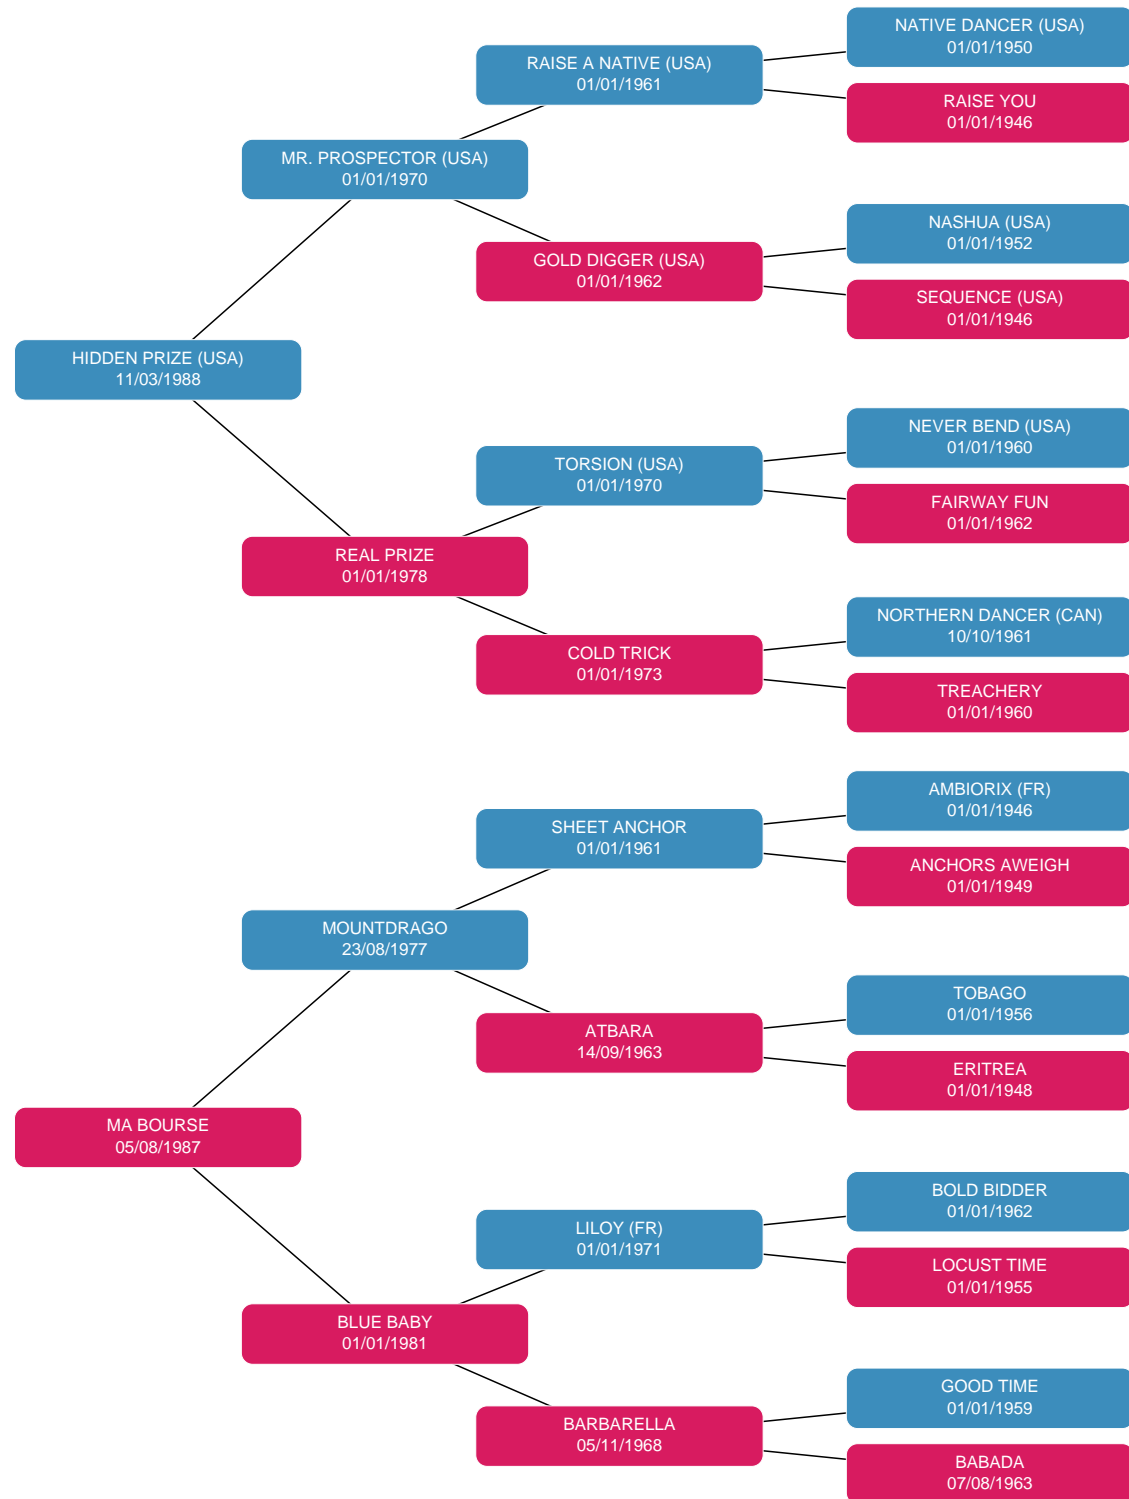 NATIVE DANCER (USA)
01/01/1950
RAISE A NATIVE (USA)
01/01/1961
RAISE YOU
01/01/1946
MR. PROSPECTOR (USA)
01/01/1970
NASHUA (USA)
01/01/1952
GOLD DIGGER (USA)
01/01/1962
SEQUENCE (USA)
01/01/1946
HIDDEN PRIZE (USA)
11/03/1988
NEVER BEND (USA)
01/01/1960
TORSION (USA)
01/01/1970
FAIRWAY FUN
01/01/1962
REAL PRIZE
01/01/1978
NORTHERN DANCER (CAN)
10/10/1961
COLD TRICK
01/01/1973
TREACHERY
01/01/1960
AMBIORIX (FR)
01/01/1946
SHEET ANCHOR
01/01/1961
ANCHORS AWEIGH
01/01/1949
MOUNTDRAGO
23/08/1977
TOBAGO
01/01/1956
ATBARA
14/09/1963
ERITREA
01/01/1948
MA BOURSE
05/08/1987
BOLD BIDDER
01/01/1962
LILOY (FR)
01/01/1971
LOCUST TIME
01/01/1955
BLUE BABY
01/01/1981
GOOD TIME
01/01/1959
BARBARELLA
05/11/1968
BABADA
07/08/1963